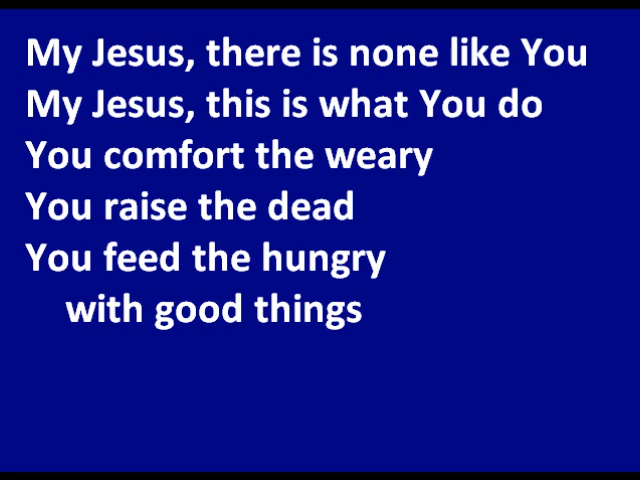 My Jesus, there is none like You
My Jesus, this is what You do
You comfort the weary
You raise the dead
You feed the hungry
with good things